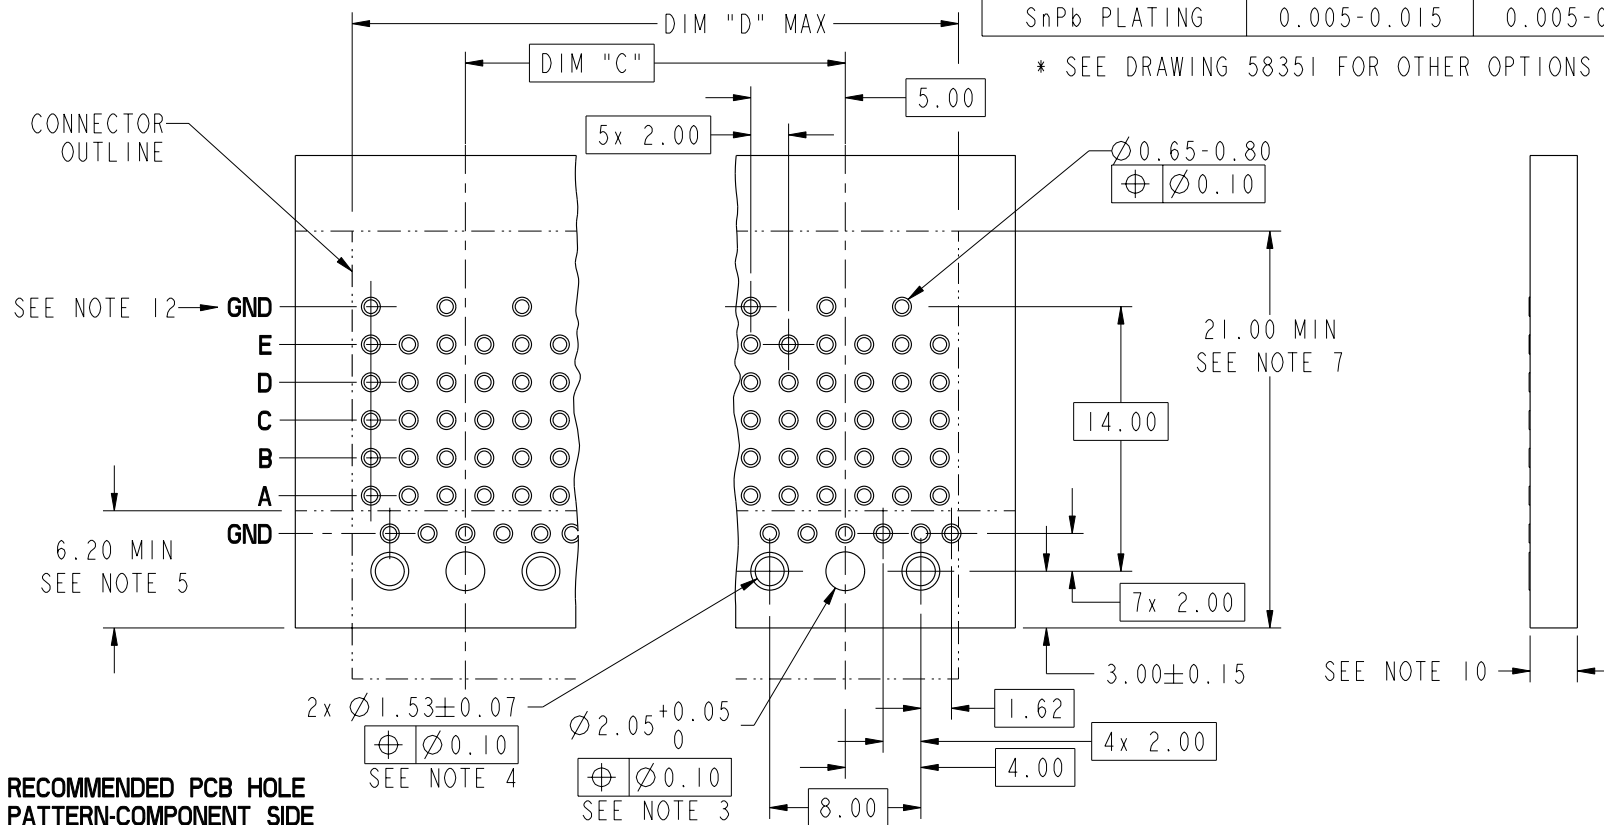 DIM "D" MAX
SnPb PLATING 0.005-0.015 0.005-0
DIM "C"
* SEE DRAWING 58351 FOR OTHER OPTIONS
5.00
CONNECTOR
OUTLINE
5x 2.00
Ø0.65-0.80
⌖ Ø0.10
SEE NOTE 12 GND
E
D
C
B
A
GND
21.00 MIN
SEE NOTE 7
14.00
6.20 MIN
SEE NOTE 5
7x 2.00
3.00±0.15
SEE NOTE 10
2x Ø1.53±0.07
⌖ Ø0.10
SEE NOTE 4
Ø2.05 +0.05
0
⌖ Ø0.10
SEE NOTE 3
1.62
4x 2.00
4.00
8.00
RECOMMENDED PCB HOLE
PATTERN-COMPONENT SIDE